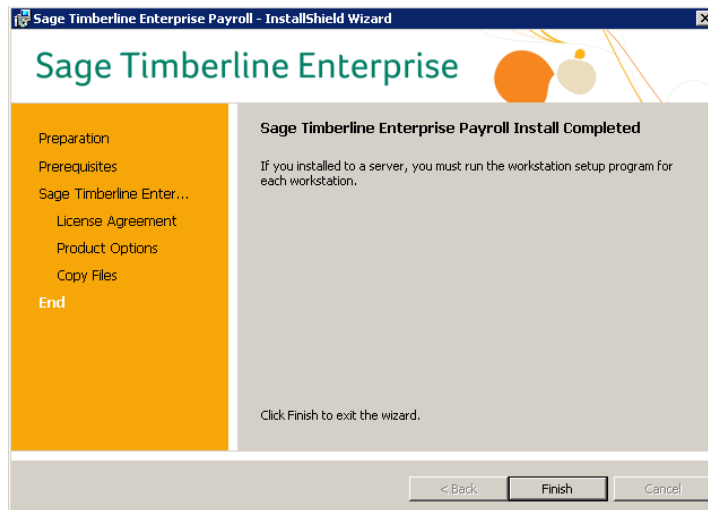 Sage Timberline Enterprise Payroll - InstallShield Wizard
Sage Timberline Enterprise
Preparation
Prerequisites
Sage Timberline Enter...
License Agreement
Product Options
Copy Files
End
Sage Timberline Enterprise Payroll Install Completed
If you installed to a server, you must run the workstation setup program for
each workstation.
Click Finish to exit the wizard.
< Back
Finish
Cancel